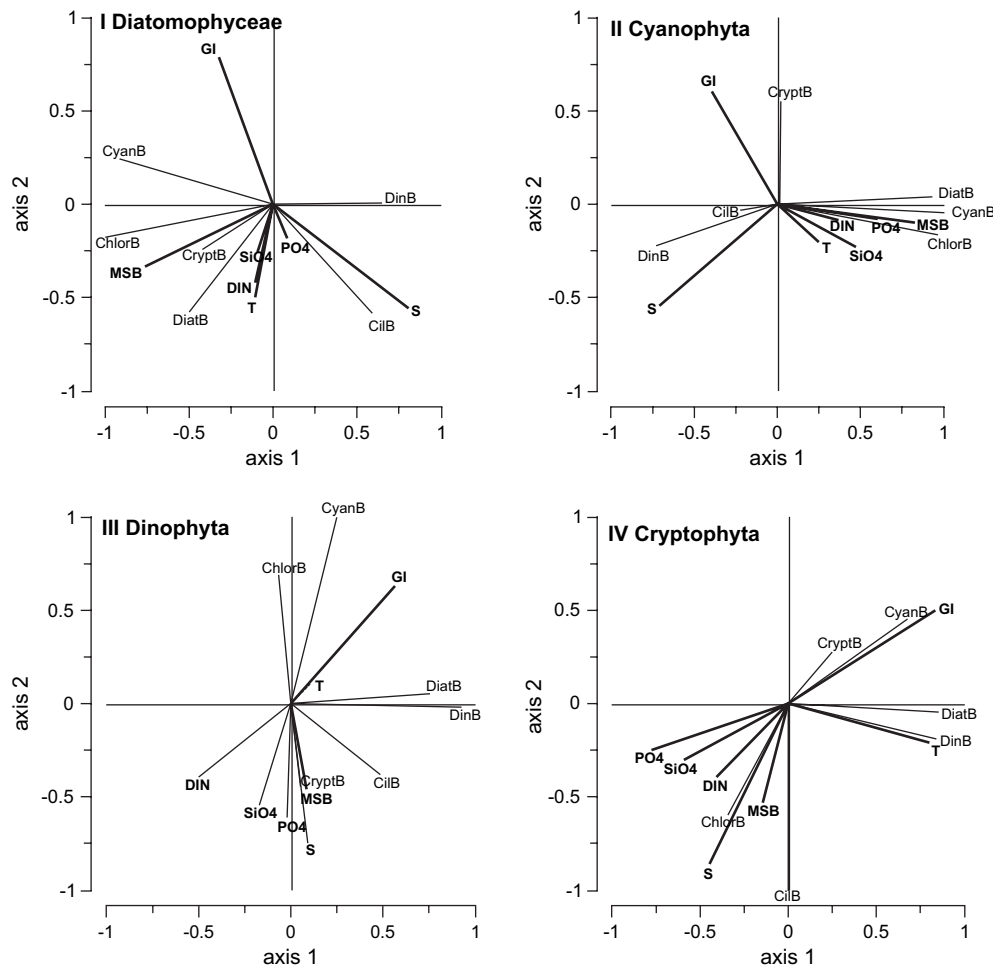 I Diatomophyceae
1
0.5
0
-0.5
-1
axis 2
GI
CyanB
DinB
ChlorB
MSB
CryptB
SiO4
PO4
DIN
T
DiatB
S
CilB
-1 -0.5 0 0.5 1
axis 1
II Cyanophyta
1
0.5
0
-0.5
-1
axis 2
GI
CryptB
DiatB
CyanB
CilB
DIN
PO4
MSB
ChlorB
T
SiO4
DinB
S
-1 -0.5 0 0.5 1
axis 1
III Dinophyta
1
0.5
0
-0.5
-1
axis 2
CyanB
ChlorB
GI
T
DiatB
DinB
DIN
CryptB
CilB
MSB
SiO4
PO4
S
-1 -0.5 0 0.5 1
axis 1
IV Cryptophyta
1
0.5
0
-0.5
-1
axis 2
CyanB
GI
CryptB
DiatB
DinB
T
PO4
SiO4
DIN
MSB
ChlorB
S
CilB
-1 -0.5 0 0.5 1
axis 1